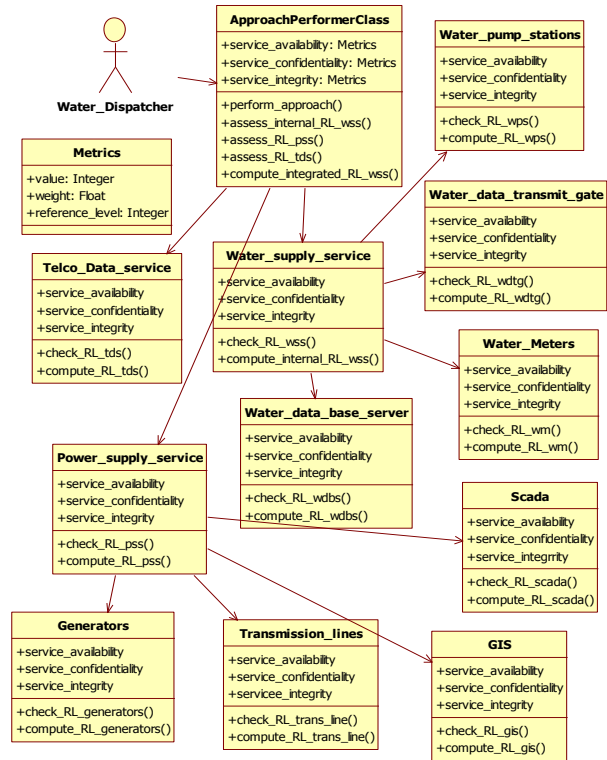 ApproachPerformerClass
+service_availability: Metrics
+service_confidentiality: Metrics
+service_integrity: Metrics
+perform_approach()
+assess_internal_RL_wss()
+assess_RL_pss()
+assess_RL_tds()
+compute_integrated_RL_wss()
Water_Dispatcher
Water_pump_stations
+service_availability
+service_confidentiality
+service_integrity
+check_RL_wps()
+compute_RL_wps()
Metrics
+value: Integer
+weight: Float
+reference_level: Integer
Water_data_transmit_gate
+service_availability
+service_confidentiality
+service_integrity
+check_RL_wdtg()
+compute_RL_wdtg()
Telco_Data_service
+service_availability
+service_confidentiality
+service_integrity
+check_RL_tds()
+compute_RL_tds()
Water_supply_service
+service_availability
+service_confidentiality
+service_integrity
+check_RL_wss()
+compute_internal_RL_wss()
Water_Meters
+service_availability
+service_confidentiality
+service_integrity
+check_RL_wm()
+compute_RL_wm()
Water_data_base_server
+service_availability
+service_confidentiality
+service_integrity
+check_RL_wdbs()
+compute_RL_wdbs()
Power_supply_service
+service_availability
+service_confidentiality
+service_integrity
+check_RL_pss()
+compute_RL_pss()
Scada
+service_availability
+service_confidentiality
+service_integrrity
+check_RL_scada()
+compute_RL_scada()
Generators
+service_availability
+service_confidentiality
+service_integrity
+check_RL_generators()
+compute_RL_generators()
Transmission_lines
+service_availability
+service_confidentiality
+servicee_integrity
+check_RL_trans_line()
+compute_RL_trans_line()
GIS
+service_availability
+service_confidentiality
+service_integrity
+check_RL_gis()
+compute_RL_gis()